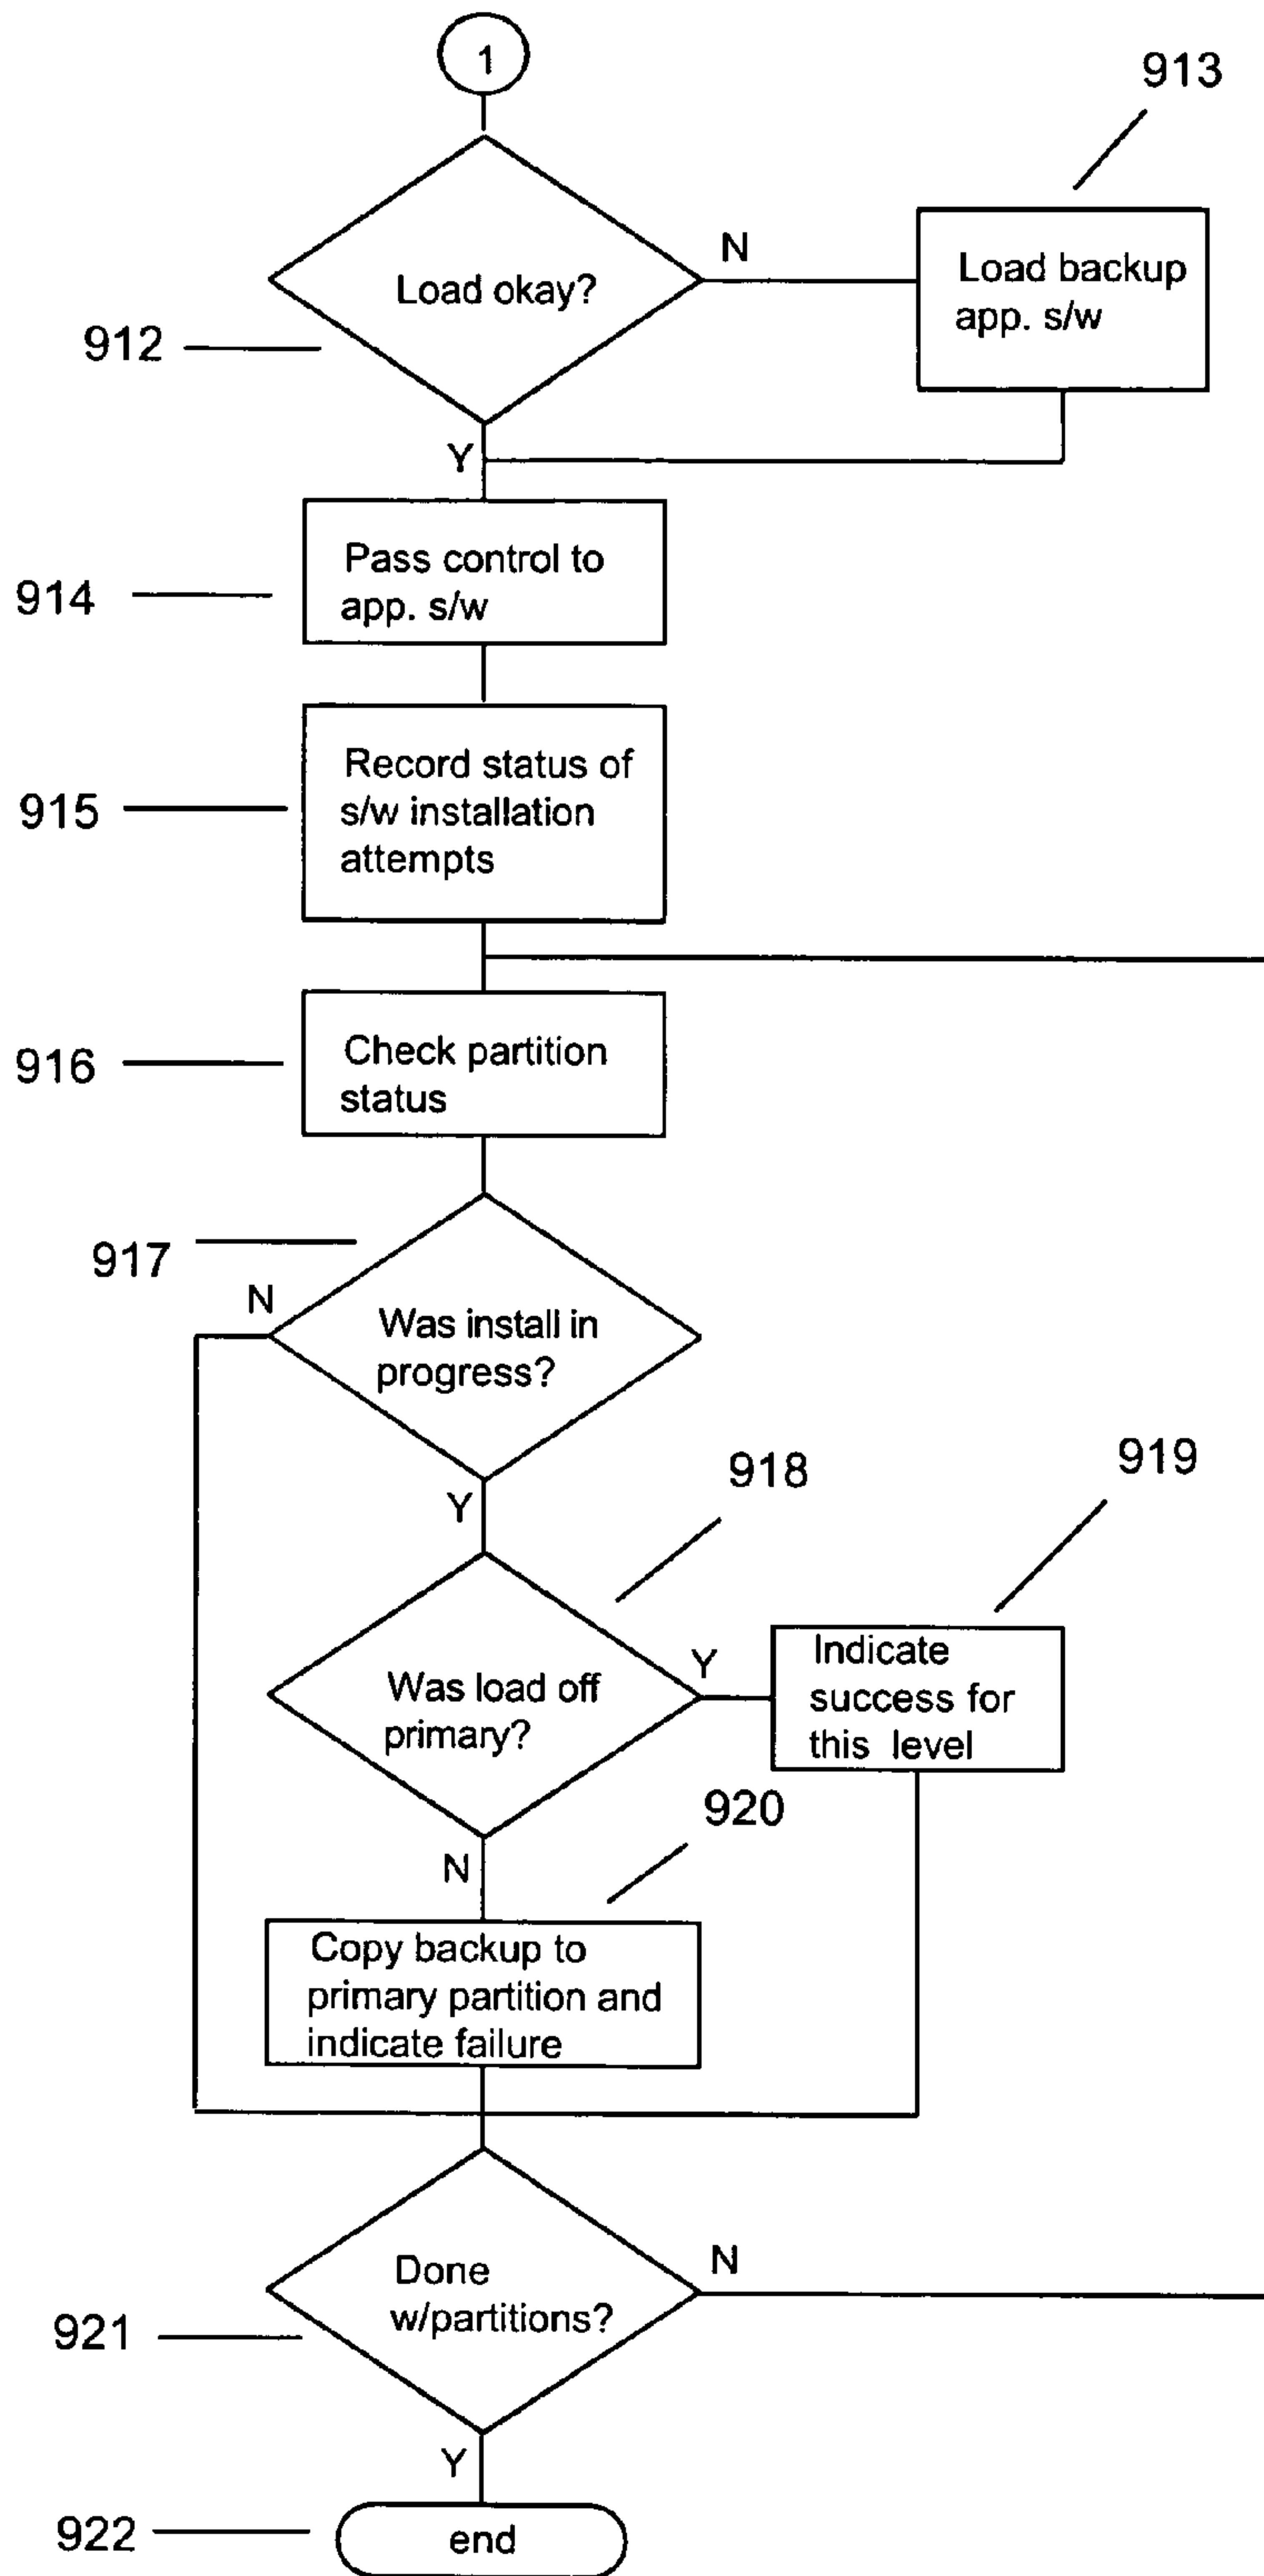 1
913
N
Load okay?
Load backup
app. s/w
912
Y
Pass control to
app. s/w
914
Record status of
s/w installation
attempts
915
Check partition
status
916
917
N
Was install in
progress?
Y
918
919
Was load off
primary?
Y
Indicate
success for
this level
920
N
Copy backup to
primary partition and
indicate failure
Done
w/partitions?
N
921
Y
922
end